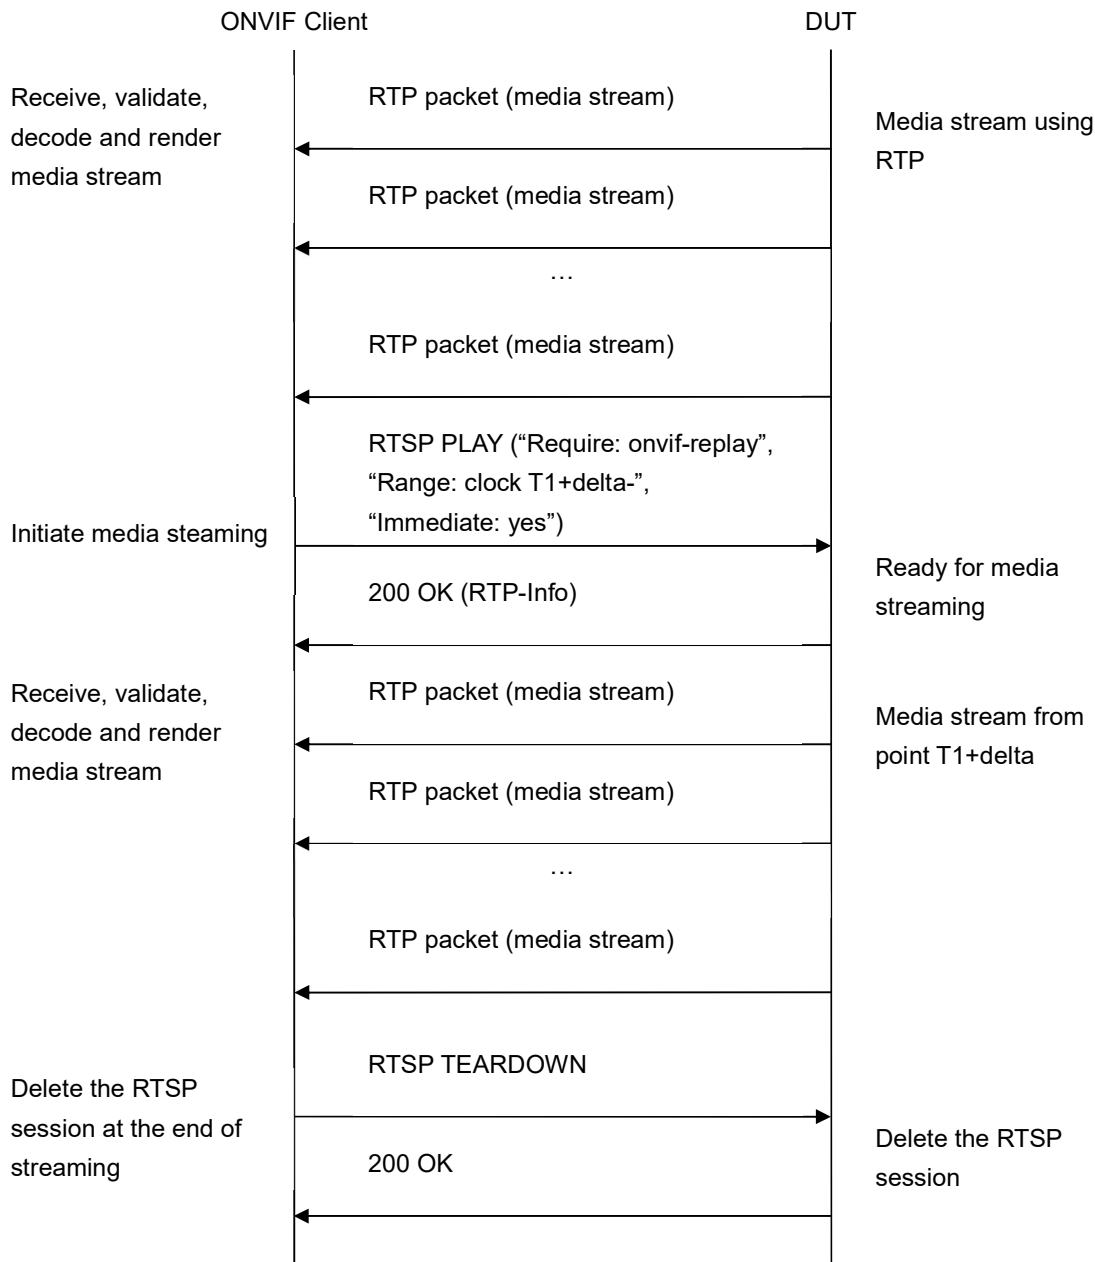 ONVIF Client
DUT
Receive, validate,
decode and render
media stream
RTP packet (media stream)
Media stream using
RTP
RTP packet (media stream)
…
RTP packet (media stream)
RTSP PLAY (“Require: onvif-replay”,
“Range: clock T1+delta-”,
“Immediate: yes”)
Initiate media steaming
Ready for media
streaming
200 OK (RTP-Info)
Receive, validate,
decode and render
media stream
RTP packet (media stream)
Media stream from
point T1+delta
RTP packet (media stream)
…
RTP packet (media stream)
RTSP TEARDOWN
Delete the RTSP
session at the end of
streaming
Delete the RTSP
session
200 OK